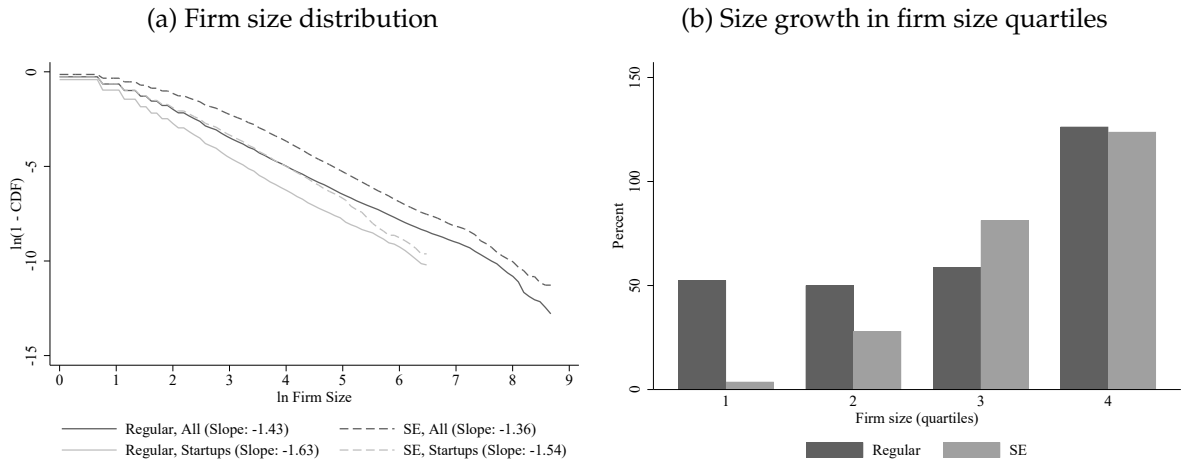 (a) Firm size distribution
ln(1 - CDF)
0
-5
-10
-15
0 1 2 3 4 5 6 7 8 9
ln Firm Size
Regular, All (Slope: -1.43) SE, All (Slope: -1.36)
Regular, Startups (Slope: -1.63) SE, Startups (Slope: -1.54)
(b) Size growth in firm size quartiles
Percent
150
100
50
0
1 2 3 4
Firm size (quartiles)
Regular SE